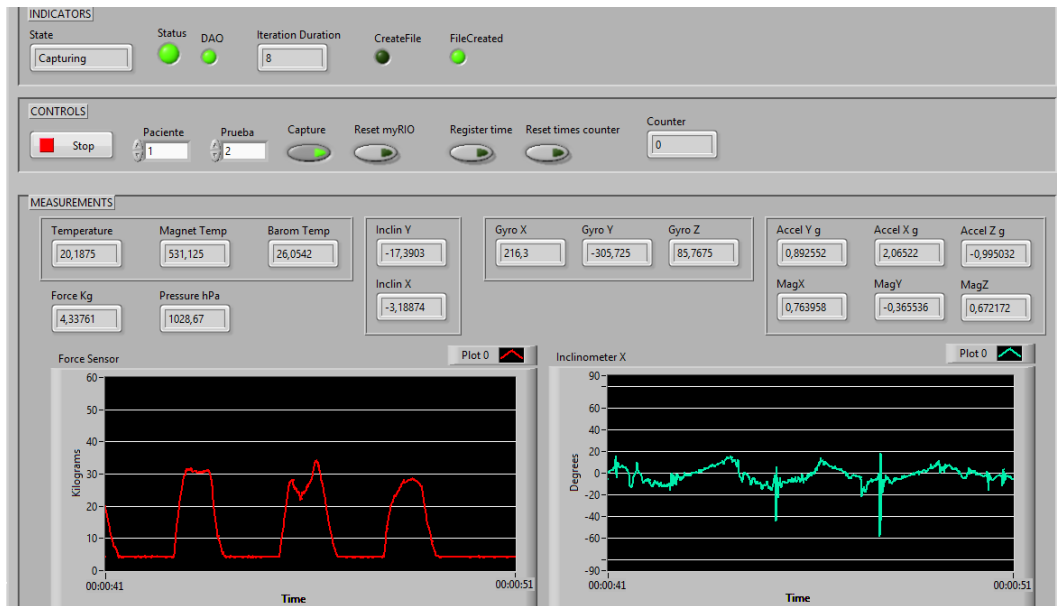 INDICATORS
State Status DAO Iteration Duration CreateFile FileCreated
Capturing 8
CONTROLS
Stop Paciente Prueba Capture Reset myRIO Register time Reset times counter Counter
1 2 0
MEASUREMENTS
Temperature Magnet Temp Barom Temp Inclin Y Gyro X Gyro Y Gyro Z Accel Y g Accel X g Accel Z g
20,1875 531,125 26,0542 -17,3903 216,3 -305,725 85,7675 0,892552 2,06522 -0,995032
Force Kg Pressure hPa Inclin X MagX MagY MagZ
4,33761 1028,67 -3,18874 0,763958 -0,365536 0,672172
Force Sensor Plot 0
60
50
40
30
20
10
0
Kilograms
00:00:41 00:00:51
Time
Inclinometer X Plot 0
90
60
40
20
0
-20
-40
-60
-90
Degrees
00:00:41 00:00:51
Time